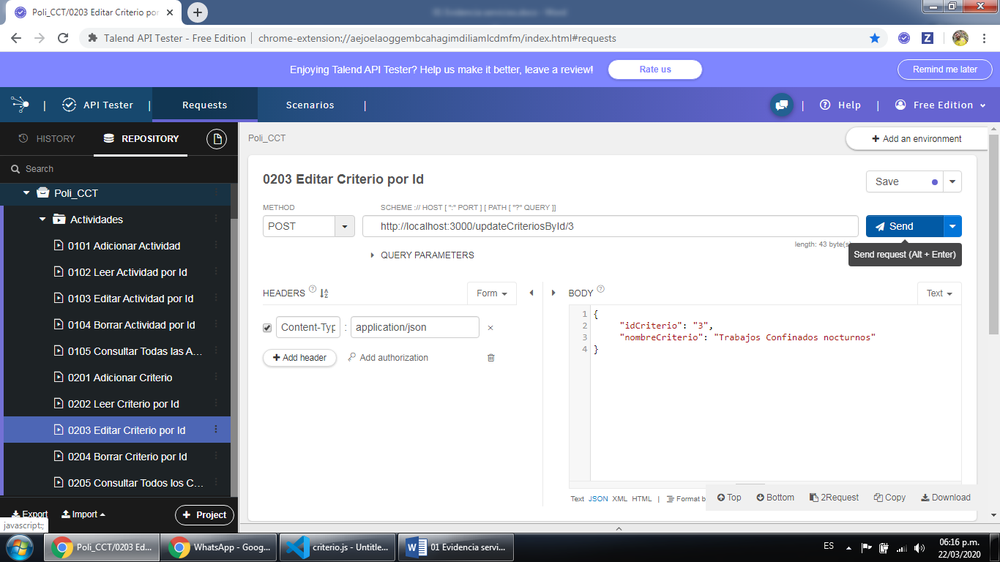 Poli_CCT/0203 Editar Criterio por
01 Evidencia servicios.docx - Word
Talend API Tester - Free Edition | chrome-extension://aejoelaoggembcahagimdiliamlcdmfm/index.html#requests
Enjoying Talend API Tester? Help us make it better, leave a review! Rate us Remind me later
| API Tester | Requests Scenarios | | Help | Free Edition
HISTORY REPOSITORY
Search
Poli_CCT
Actividades
0101 Adicionar Actividad
0102 Leer Actividad por Id
0103 Editar Actividad por Id
0104 Borrar Actividad por Id
0105 Consultar Todas las A...
0201 Adicionar Criterio
0202 Leer Criterio por Id
0203 Editar Criterio por Id
0204 Borrar Criterio por Id
0205 Consultar Todos los C...
Export Import + Project
javascript:;
Poli_CCT
+ Add an environment
0203 Editar Criterio por Id
Save
METHOD SCHEME :// HOST [ ":" PORT ] [ PATH [ "?" QUERY ]]
POST http://localhost:3000/updateCriteriosById/3 Send
length: 43 byte(s)
Send request (Alt + Enter)
QUERY PARAMETERS
HEADERS ? Form
Content-Typ : application/json ×
+ Add header Add authorization
BODY ? Text
1 {
2 "idCriterio": "3",
3 "nombreCriterio": "Trabajos Confinados nocturnos"
4 }
Text JSON XML HTML | Format b
Top Bottom 2Request Copy Download
Poli_CCT/0203 Ed... WhatsApp - Goog... criterio.js - Untitle... 01 Evidencia servi... ES 06:16 p.m.
22/03/2020